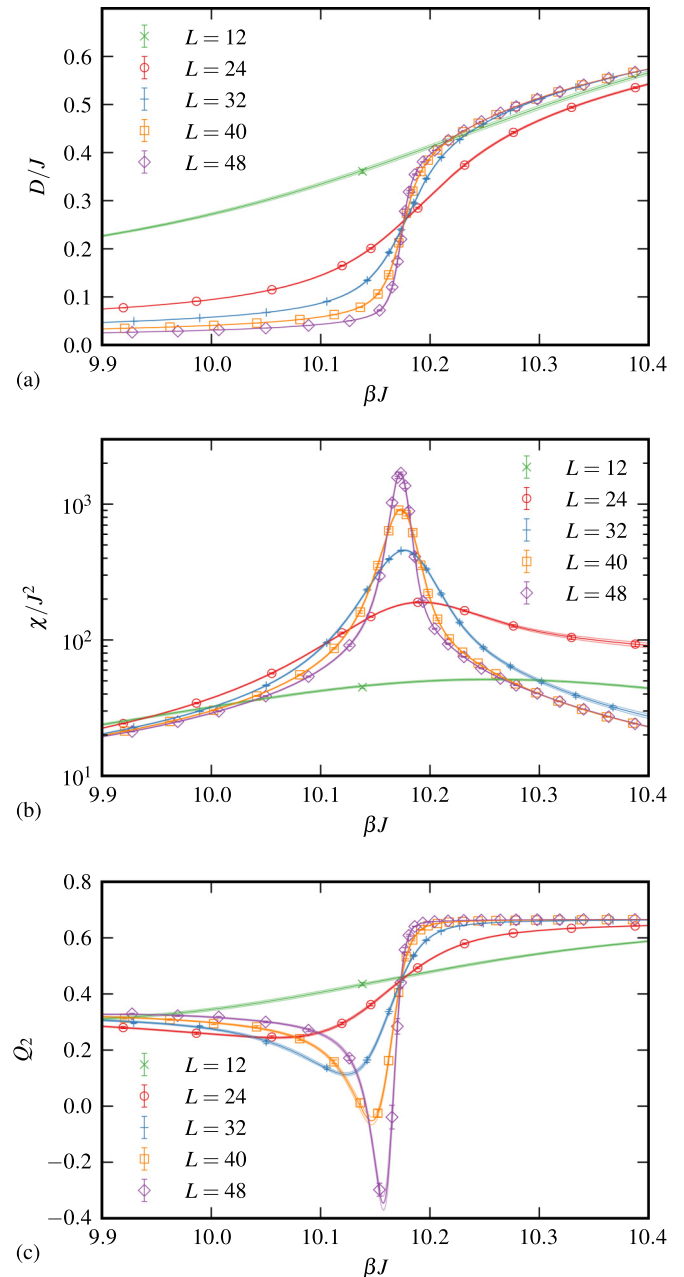 0.6
0.5
0.4
0.3
0.2
0.1
0.0
D/J
L = 12
L = 24
L = 32
L = 40
L = 48
9.9 10.0 10.1 10.2 10.3 10.4
βJ
(a)
10³
10²
10¹
χ/J²
L = 12
L = 24
L = 32
L = 40
L = 48
9.9 10.0 10.1 10.2 10.3 10.4
βJ
(b)
0.8
0.6
0.4
0.2
0.0
−0.2
−0.4
Q₂
L = 12
L = 24
L = 32
L = 40
L = 48
9.9 10.0 10.1 10.2 10.3 10.4
βJ
(c)